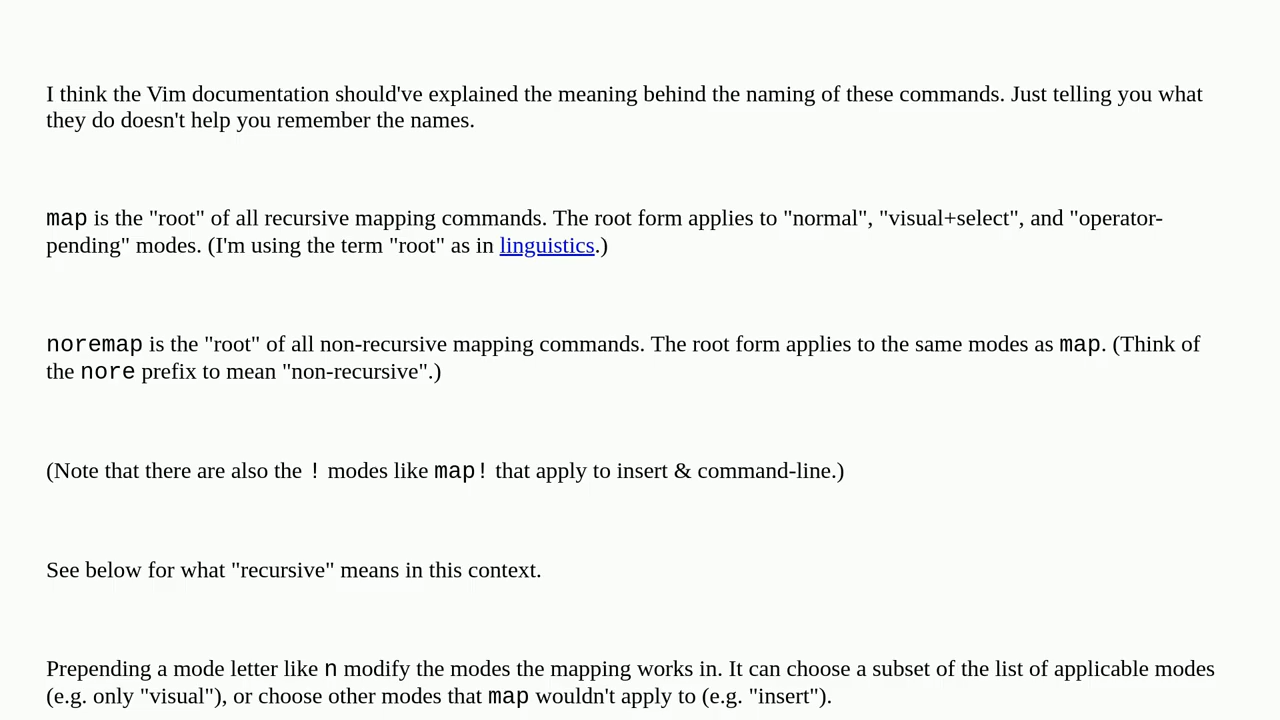 I think the Vim documentation should've explained the meaning behind the naming of these commands. Just telling you what
they do doesn't help you remember the names.
map is the "root" of all recursive mapping commands. The root form applies to "normal", "visual+select", and "operator-
pending" modes. (I'm using the term "root" as in linguistics.)
noremap is the "root" of all non-recursive mapping commands. The root form applies to the same modes as map. (Think of
the nore prefix to mean "non-recursive".)
(Note that there are also the ! modes like map! that apply to insert & command-line.)
See below for what "recursive" means in this context.
Prepending a mode letter like n modify the modes the mapping works in. It can choose a subset of the list of applicable modes
(e.g. only "visual"), or choose other modes that map wouldn't apply to (e.g. "insert").